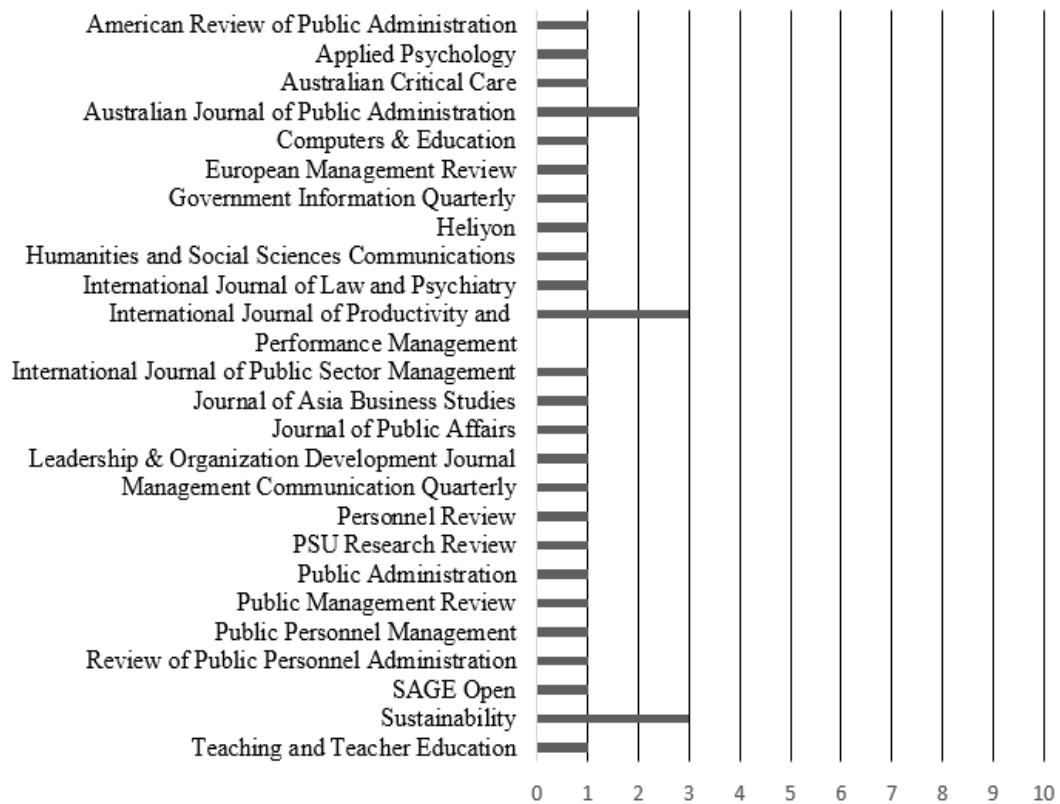 American Review of Public Administration
Applied Psychology
Australian Critical Care
Australian Journal of Public Administration
Computers & Education
European Management Review
Government Information Quarterly
Heliyon
Humanities and Social Sciences Communications
International Journal of Law and Psychiatry
International Journal of Productivity and
Performance Management
International Journal of Public Sector Management
Journal of Asia Business Studies
Journal of Public Affairs
Leadership & Organization Development Journal
Management Communication Quarterly
Personnel Review
PSU Research Review
Public Administration
Public Management Review
Public Personnel Management
Review of Public Personnel Administration
SAGE Open
Sustainability
Teaching and Teacher Education
0 1 2 3 4 5 6 7 8 9 10